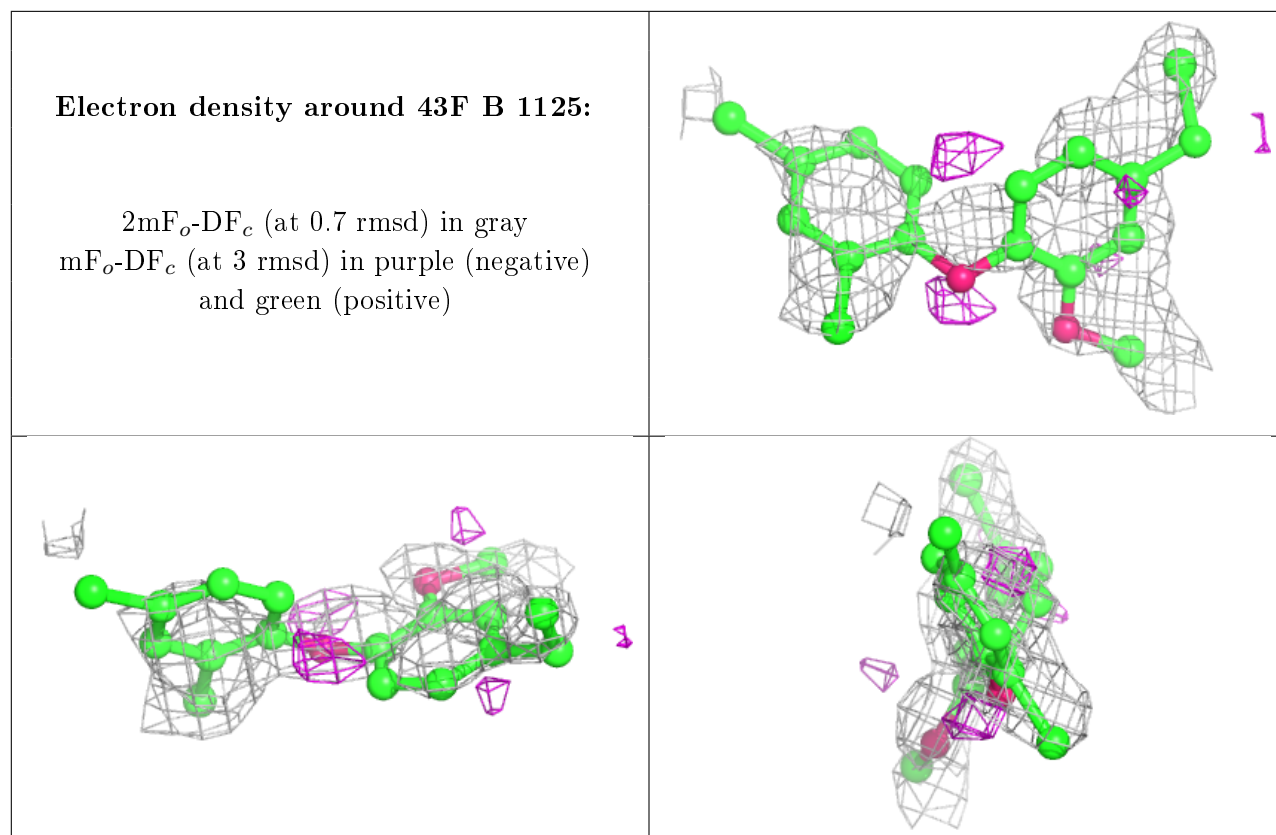 Electron density around 43F B 1125:
2mFₒ-DF𝒸 (at 0.7 rmsd) in gray
mFₒ-DF𝒸 (at 3 rmsd) in purple (negative)
and green (positive)